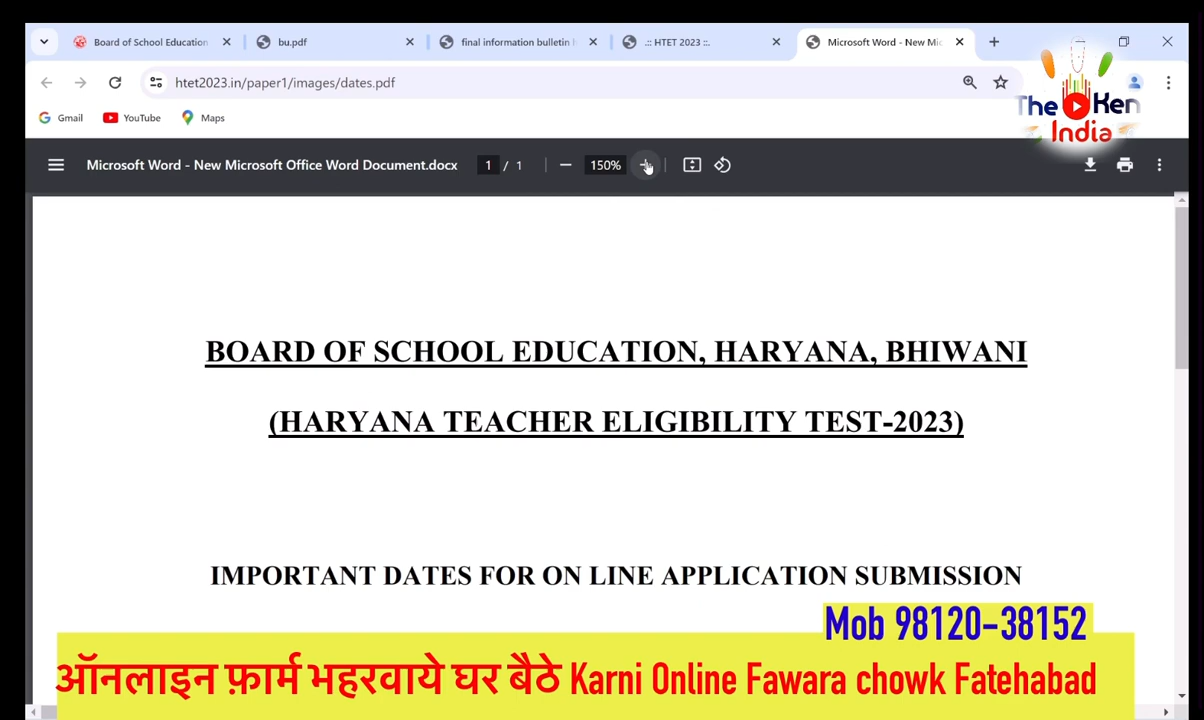 Board of School Education
bu.pdf
final information bulletin h
.:: HTET 2023 ::.
Microsoft Word - New Mic
htet2023.in/paper1/images/dates.pdf
Gmail
YouTube
Maps
The Ken
India
Microsoft Word - New Microsoft Office Word Document.docx
1 / 1
150%
BOARD OF SCHOOL EDUCATION, HARYANA, BHIWANI
(HARYANA TEACHER ELIGIBILITY TEST-2023)
IMPORTANT DATES FOR ON LINE APPLICATION SUBMISSION
Mob 98120-38152
ऑनलाइन फ़ार्म भहरवाये घर बैठे Karni Online Fawara chowk Fatehabad